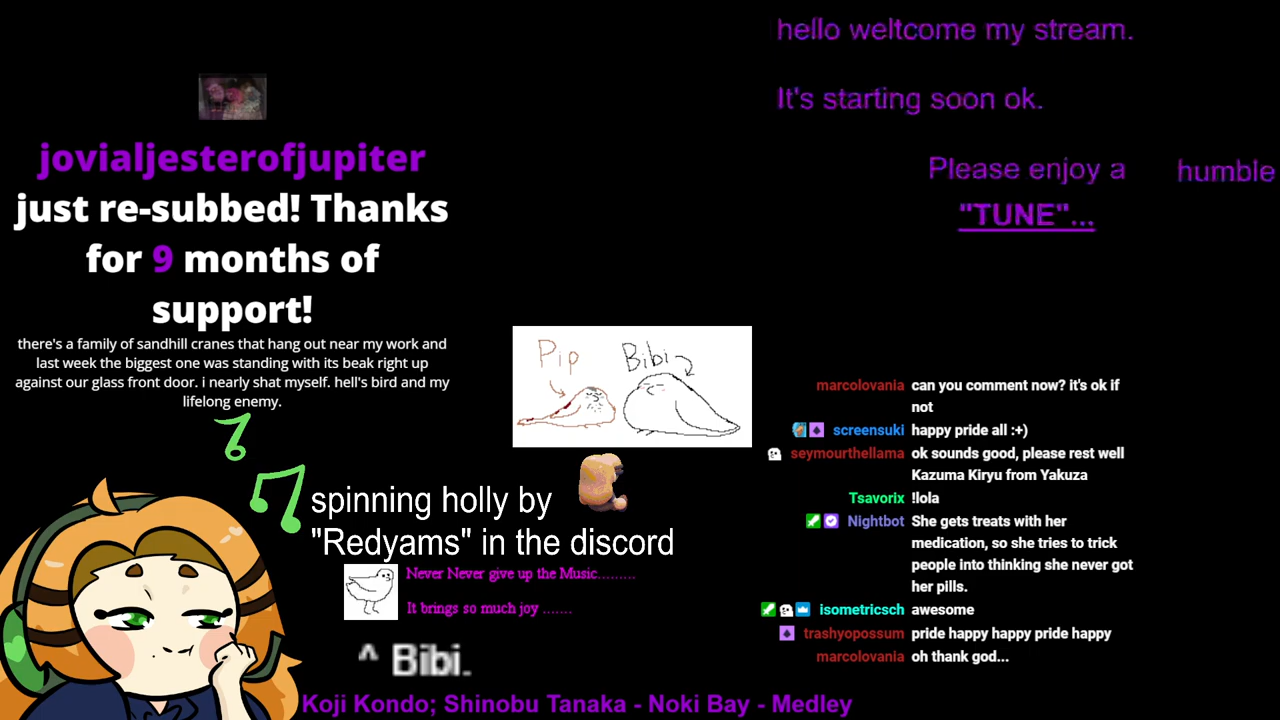 hello weltcome my stream.
It's starting soon ok.
Please enjoy a humble
"TUNE"...
jovialjesterofjupiter
just re-subbed! Thanks
for 9 months of
support!
there's a family of sandhill cranes that hang out near my work and
last week the biggest one was standing with its beak right up
against our glass front door. i nearly shat myself. hell's bird and my
lifelong enemy.
Pip
Bibi
spinning holly by
"Redyams" in the discord
Never Never give up the Music.........
It brings so much joy .......
^ Bibi.
Koji Kondo; Shinobu Tanaka - Noki Bay - Medley
marcolovania can you comment now? it's ok if
not
screensuki happy pride all :+)
seymourthellama ok sounds good, please rest well
Kazuma Kiryu from Yakuza
Tsavorix !lola
Nightbot She gets treats with her
medication, so she tries to trick
people into thinking she never got
her pills.
isometricsch awesome
trashyopossum pride happy happy pride happy
marcolovania oh thank god...